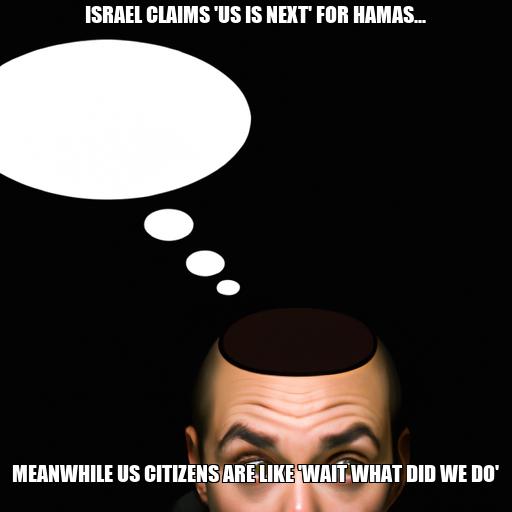 ISRAEL CLAIMS 'US IS NEXT' FOR HAMAS...
MEANWHILE US CITIZENS ARE LIKE 'WAIT WHAT DID WE DO'